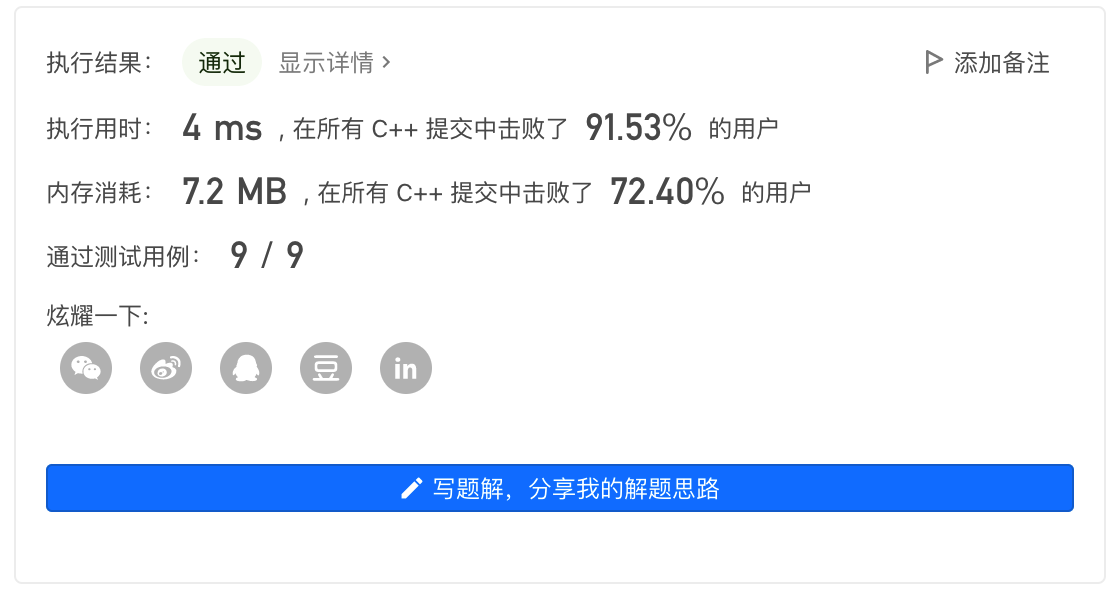 执行结果： 通过 显示详情 › 添加备注
执行用时： 4 ms , 在所有 C++ 提交中击败了 91.53% 的用户
内存消耗： 7.2 MB , 在所有 C++ 提交中击败了 72.40% 的用户
通过测试用例： 9 / 9
炫耀一下:
豆 in
写题解，分享我的解题思路